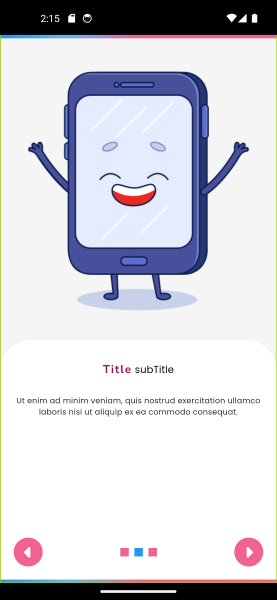 2:15
Title subTitle
Ut enim ad minim veniam, quis nostrud exercitation ullamco
laboris nisi ut aliquip ex ea commodo consequat.